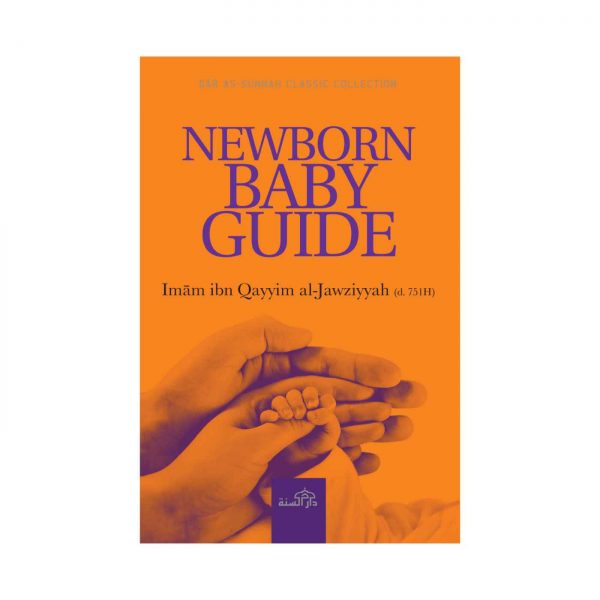 DĀR AS-SUNNAH CLASSIC COLLECTION
NEWBORN
BABY
GUIDE
Imām ibn Qayyim al-Jawziyyah (d. 751H)
دار السنة